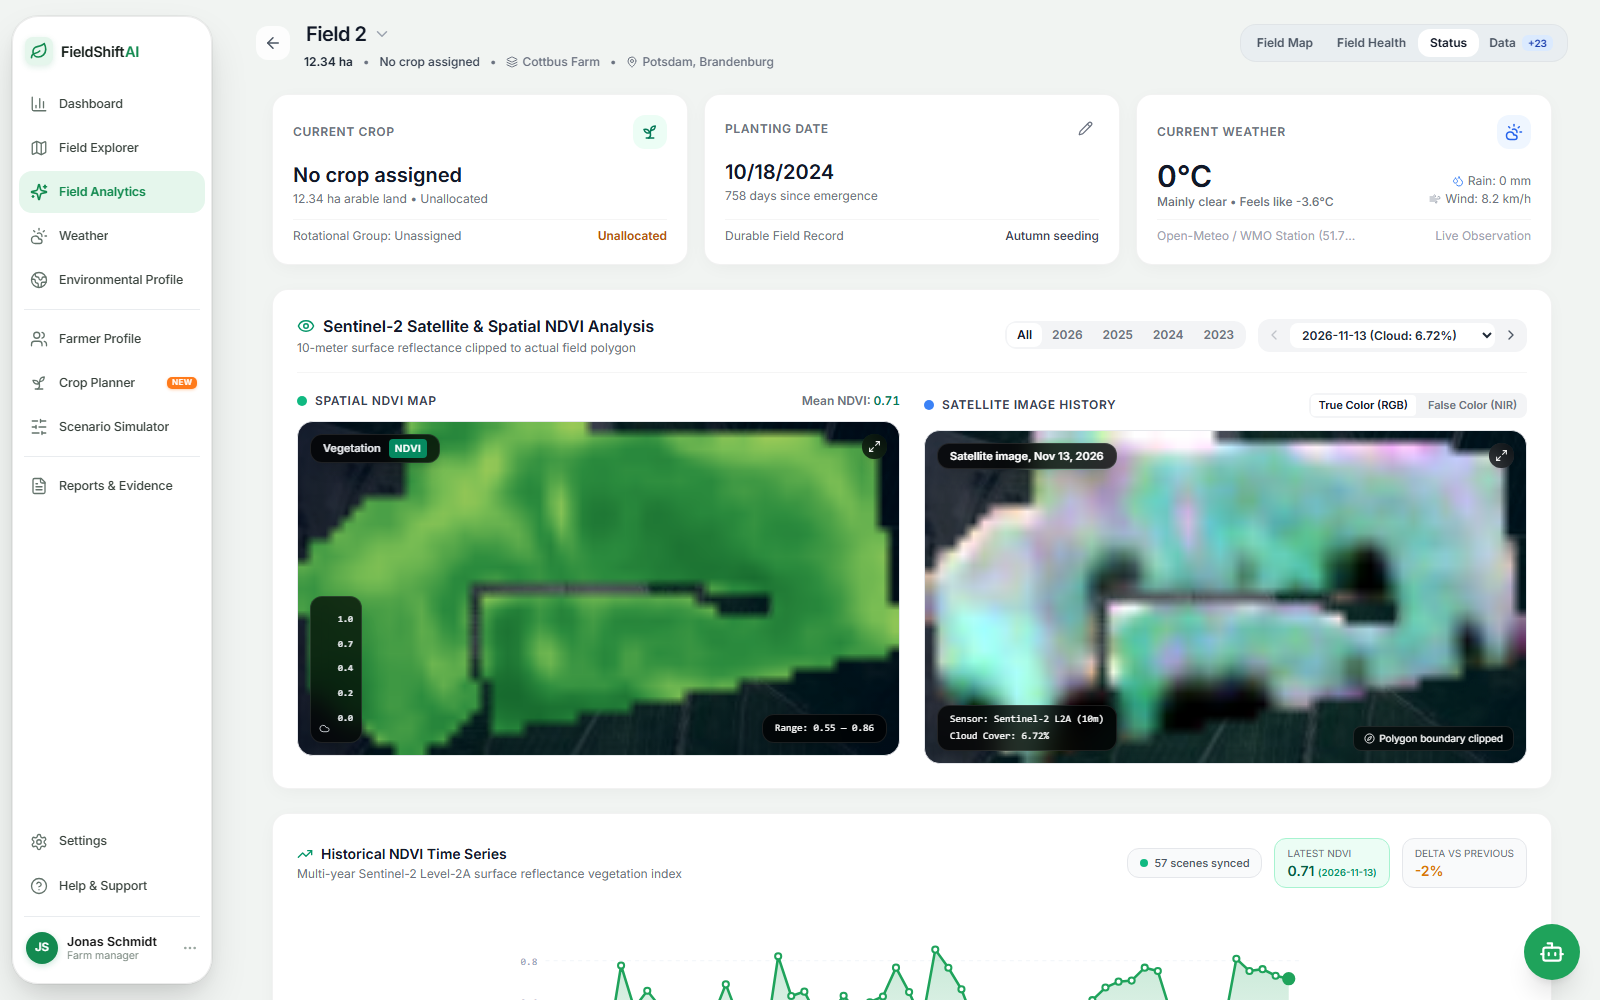 FieldShiftAI
Dashboard
Field Explorer
Field Analytics
Weather
Environmental Profile
Farmer Profile
Crop Planner NEW
Scenario Simulator
Reports & Evidence
Settings
Help & Support
JS Jonas Schmidt
Farm manager
Field 2
12.34 ha • No crop assigned • Cottbus Farm • Potsdam, Brandenburg
Field Map Field Health Status Data +23
CURRENT CROP
No crop assigned
12.34 ha arable land • Unallocated
Rotational Group: Unassigned Unallocated
PLANTING DATE
10/18/2024
758 days since emergence
Durable Field Record Autumn seeding
CURRENT WEATHER
0°C
Mainly clear • Feels like -3.6°C
Rain: 0 mm
Wind: 8.2 km/h
Open-Meteo / WMO Station (51.7... Live Observation
Sentinel-2 Satellite & Spatial NDVI Analysis
10-meter surface reflectance clipped to actual field polygon
All 2026 2025 2024 2023
2026-11-13 (Cloud: 6.72%)
SPATIAL NDVI MAP Mean NDVI: 0.71
Vegetation NDVI
1.0
0.7
0.4
0.2
0.0
Range: 0.55 — 0.86
SATELLITE IMAGE HISTORY True Color (RGB) False Color (NIR)
Satellite image, Nov 13, 2026
Sensor: Sentinel-2 L2A (10m)
Cloud Cover: 6.72%
Polygon boundary clipped
Historical NDVI Time Series
Multi-year Sentinel-2 Level-2A surface reflectance vegetation index
57 scenes synced
LATEST NDVI
0.71 (2026-11-13)
DELTA VS PREVIOUS
-2%
0.8